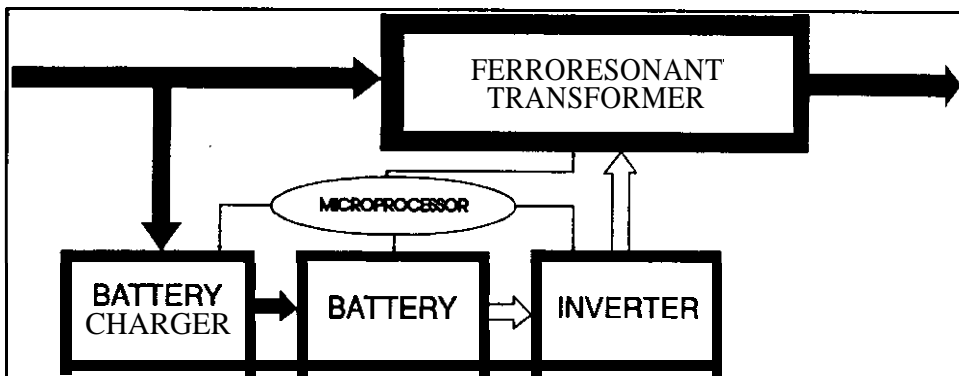 FERRORESONANT
TRANSFORMER
MICROPROCESSOR
BATTERY
CHARGER
BATTERY
INVERTER